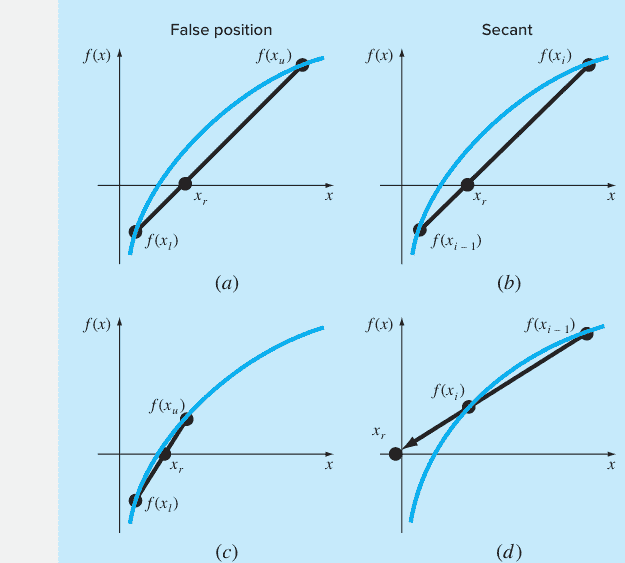 False position
Secant
f(x)
f(x_u)
f(x)
f(x_i)
x_r
x
x_r
x
f(x_l)
f(x_{i – 1})
(a)
(b)
f(x)
f(x)
f(x_{i – 1})
f(x_i)
f(x_u)
x_r
x_r
x
x
f(x_l)
(c)
(d)